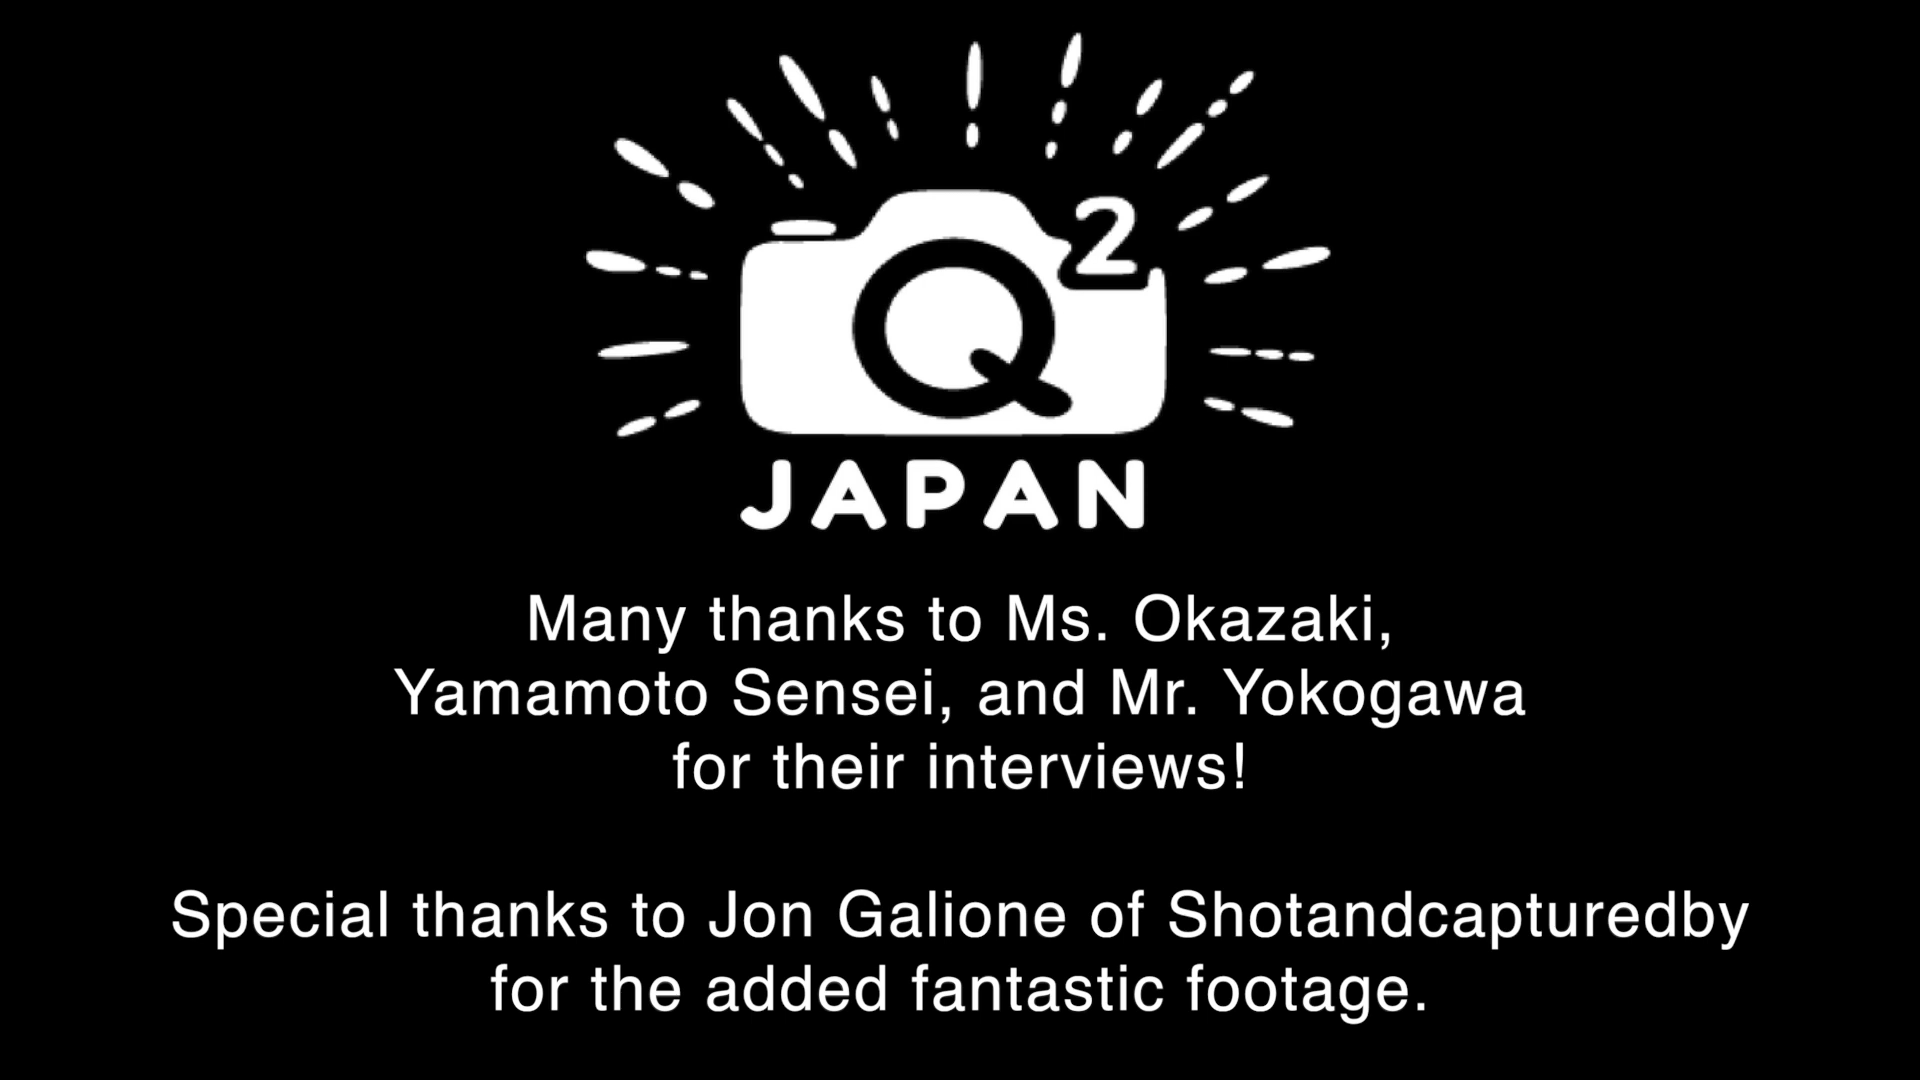 Q2
JAPAN
Many thanks to Ms. Okazaki,
Yamamoto Sensei, and Mr. Yokogawa
for their interviews!
Special thanks to Jon Galione of Shotandcapturedby
for the added fantastic footage.